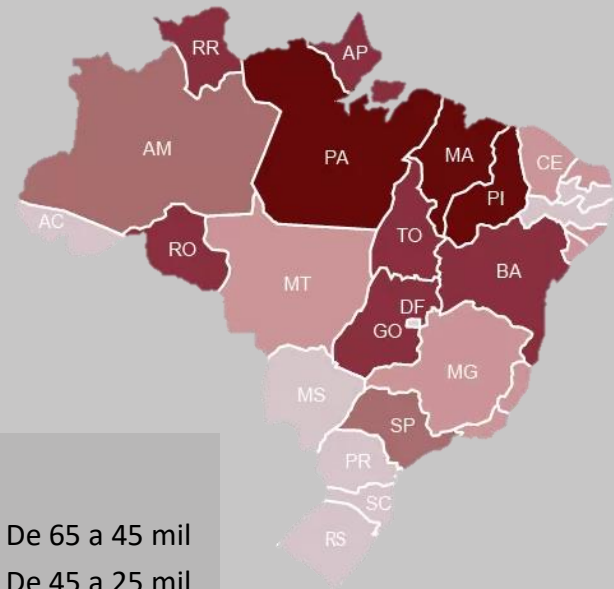 RR
AP
AM
PA
MA
CE
PI
AC
RO
TO
MT
BA
DF
GO
MS
MG
SP
PR
SC
RS
De 65 a 45 mil
De 45 a 25 mil